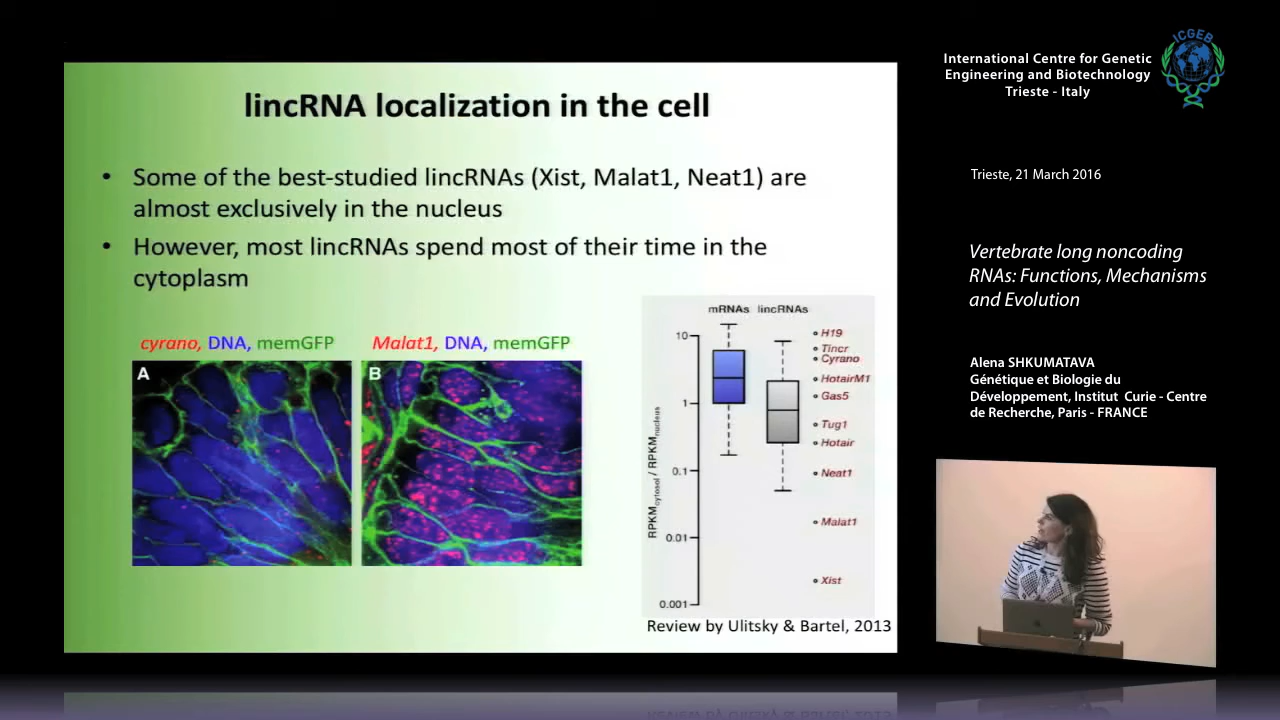 lincRNA localization in the cell
• Some of the best-studied lincRNAs (Xist, Malat1, Neat1) are
almost exclusively in the nucleus
• However, most lincRNAs spend most of their time in the
cytoplasm
cyrano, DNA, memGFP
Malat1, DNA, memGFP
A
B
mRNAs lincRNAs
10
1
0.1
0.01
0.001
RPKMcytosol / RPKMnucleus
H19
Tincr
Cyrano
HotairM1
Gas5
Tug1
Hotair
Neat1
Malat1
Xist
Review by Ulitsky & Bartel, 2013
International Centre for Genetic
Engineering and Biotechnology
Trieste - Italy
ICGEB
Trieste, 21 March 2016
Vertebrate long noncoding
RNAs: Functions, Mechanisms
and Evolution
Alena SHKUMATAVA
Génétique et Biologie du
Développement, Institut Curie - Centre
de Recherche, Paris - FRANCE